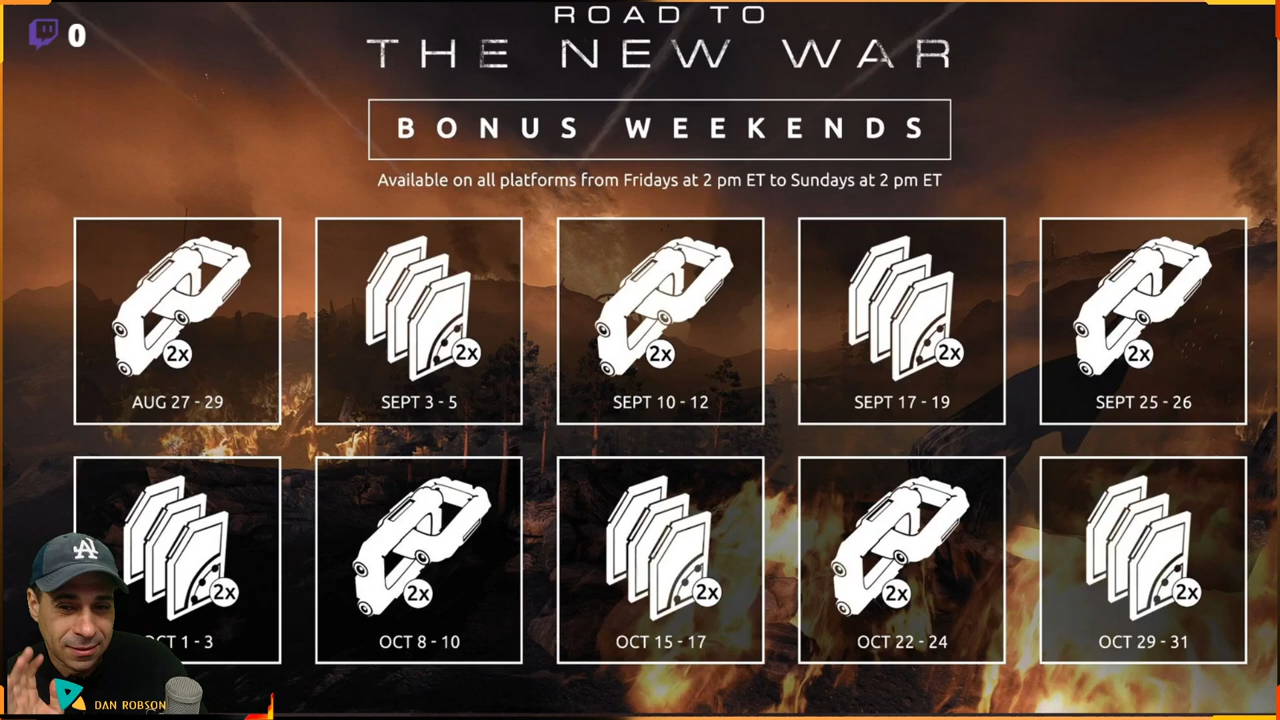 0
ROAD TO
THE NEW WAR
BONUS WEEKENDS
Available on all platforms from Fridays at 2 pm ET to Sundays at 2 pm ET
2x
2x
2x
2x
2x
AUG 27 - 29
SEPT 3 - 5
SEPT 10 - 12
SEPT 17 - 19
SEPT 25 - 26
2x
2x
2x
2x
2x
CT 1 - 3
OCT 8 - 10
OCT 15 - 17
OCT 22 - 24
OCT 29 - 31
A
DAN ROBSON